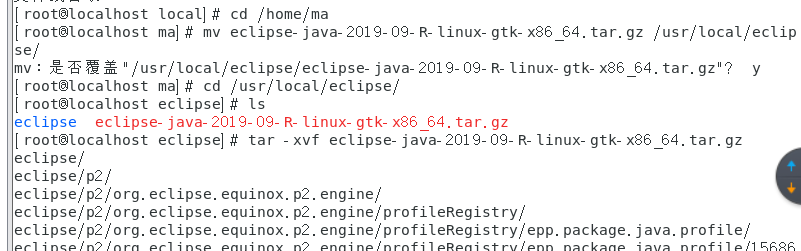 [root@localhost local]# cd /home/ma
[root@localhost ma]# mv eclipse-java-2019-09-R-linux-gtk-x86_64.tar.gz /usr/local/eclip
se/
mv：是否覆盖"/usr/local/eclipse/eclipse-java-2019-09-R-linux-gtk-x86_64.tar.gz"？ y
[root@localhost ma]# cd /usr/local/eclipse/
[root@localhost eclipse]# ls
eclipse eclipse-java-2019-09-R-linux-gtk-x86_64.tar.gz
[root@localhost eclipse]# tar -xvf eclipse-java-2019-09-R-linux-gtk-x86_64.tar.gz
eclipse/
eclipse/p2/
eclipse/p2/org.eclipse.equinox.p2.engine/
eclipse/p2/org.eclipse.equinox.p2.engine/profileRegistry/
eclipse/p2/org.eclipse.equinox.p2.engine/profileRegistry/epp.package.java.profile/
eclipse/p2/org.eclipse.equinox.p2.engine/profileRegistry/epp.package.java.profile/15686